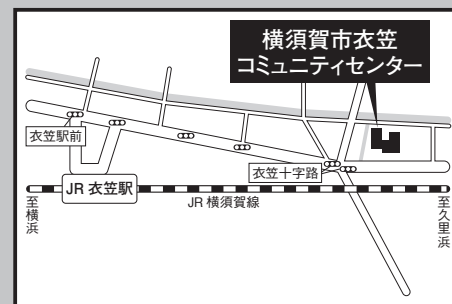 横須賀市衣笠
コミュニティセンター
衣笠駅前
衣笠十字路
JR 衣笠駅
JR 横須賀線
至横浜
至久里浜